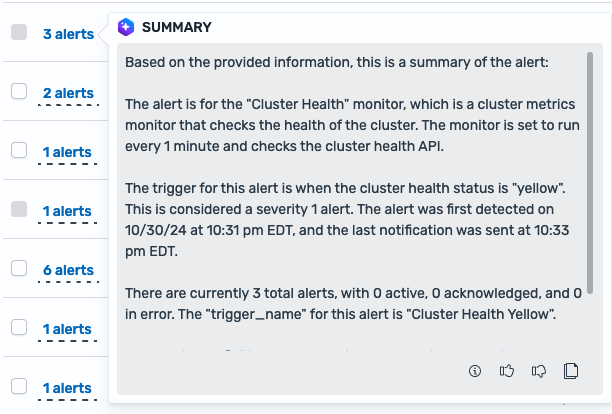 3 alerts
2 alerts
1 alerts
1 alerts
6 alerts
1 alerts
1 alerts
SUMMARY
Based on the provided information, this is a summary of the alert:
The alert is for the "Cluster Health" monitor, which is a cluster metrics
monitor that checks the health of the cluster. The monitor is set to run
every 1 minute and checks the cluster health API.
The trigger for this alert is when the cluster health status is "yellow".
This is considered a severity 1 alert. The alert was first detected on
10/30/24 at 10:31 pm EDT, and the last notification was sent at 10:33
pm EDT.
There are currently 3 total alerts, with 0 active, 0 acknowledged, and 0
in error. The "trigger_name" for this alert is "Cluster Health Yellow".